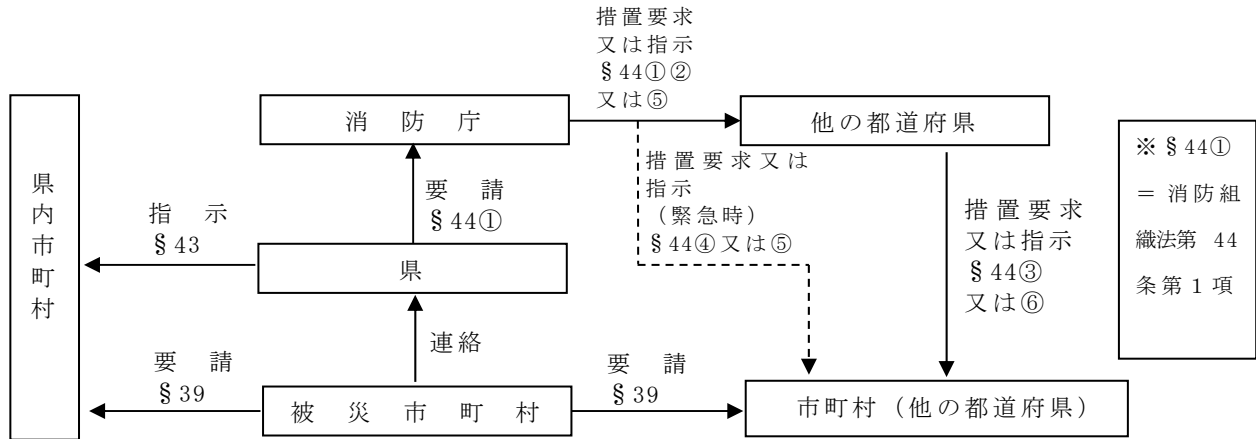 措置要求
又は指示
§44①②
又は⑤
消防庁
他の都道府県
※§44①
＝消防組
織法第44
条第1項
県内市町村
要請
§44①
措置要求又は
指示
（緊急時）
§44④又は⑤
措置要求
又は指示
§44③
又は⑥
指示
§43
県
連絡
要請
§39
被災市町村
要請
§39
市町村（他の都道府県）